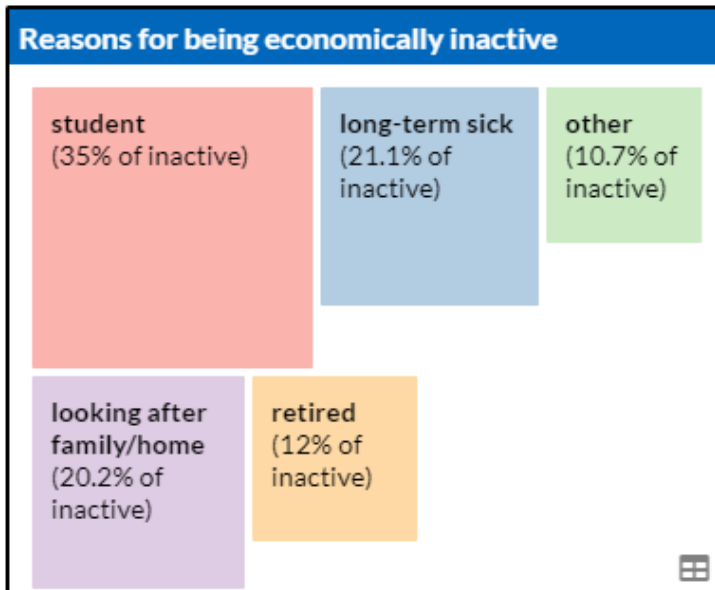 Reasons for being economically inactive
student
(35% of inactive)
long-term sick
(21.1% of
inactive)
other
(10.7% of
inactive)
looking after
family/home
(20.2% of
inactive)
retired
(12% of
inactive)